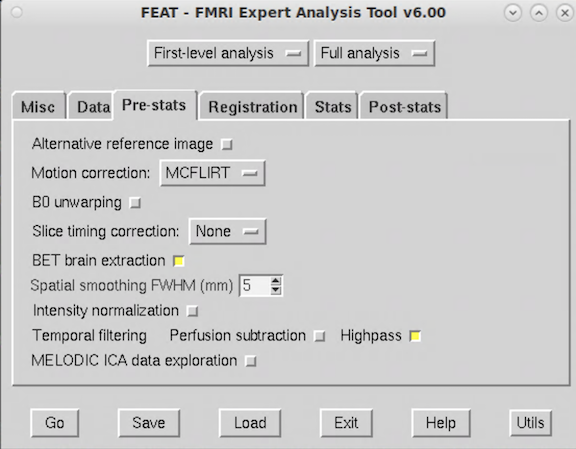 FEAT - FMRI Expert Analysis Tool v6.00
First-level analysis Full analysis
Misc Data Pre-stats Registration Stats Post-stats
Alternative reference image
Motion correction: MCFLIRT
B0 unwarping
Slice timing correction: None
BET brain extraction
Spatial smoothing FWHM (mm) 5
Intensity normalization
Temporal filtering Perfusion subtraction Highpass
MELODIC ICA data exploration
Go Save Load Exit Help Utils